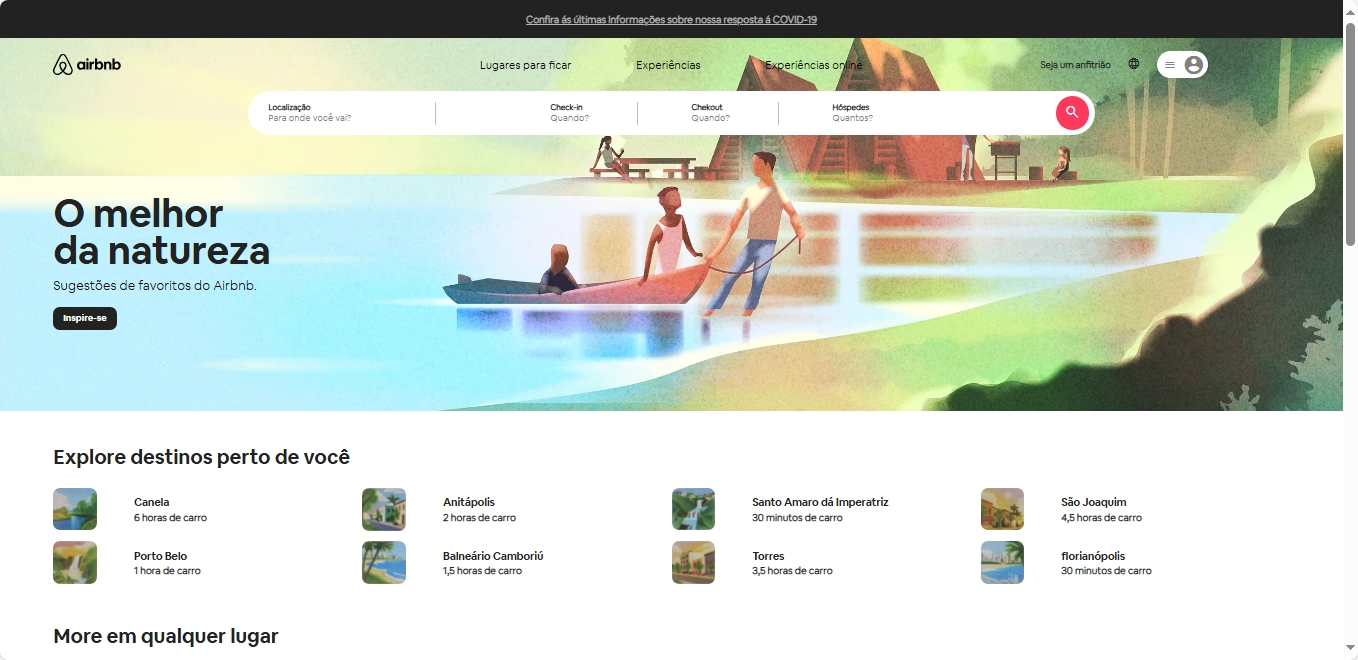 Confira ás últimas Informações sobre nossa resposta á COVID-19
airbnb
Lugares para ficar
Experiências
Experiências online
Seja um anfitrião
Localização
Para onde você vai?
Check-in
Quando?
Chekout
Quando?
Hóspedes
Quantos?
O melhor
da natureza
Sugestões de favoritos do Airbnb.
Inspire-se
Explore destinos perto de você
Canela
6 horas de carro
Anitápolis
2 horas de carro
Santo Amaro dá Imperatriz
30 minutos de carro
São Joaquim
4,5 horas de carro
Porto Belo
1 hora de carro
Balneário Camboriú
1,5 horas de carro
Torres
3,5 horas de carro
florianópolis
30 minutos de carro
More em qualquer lugar